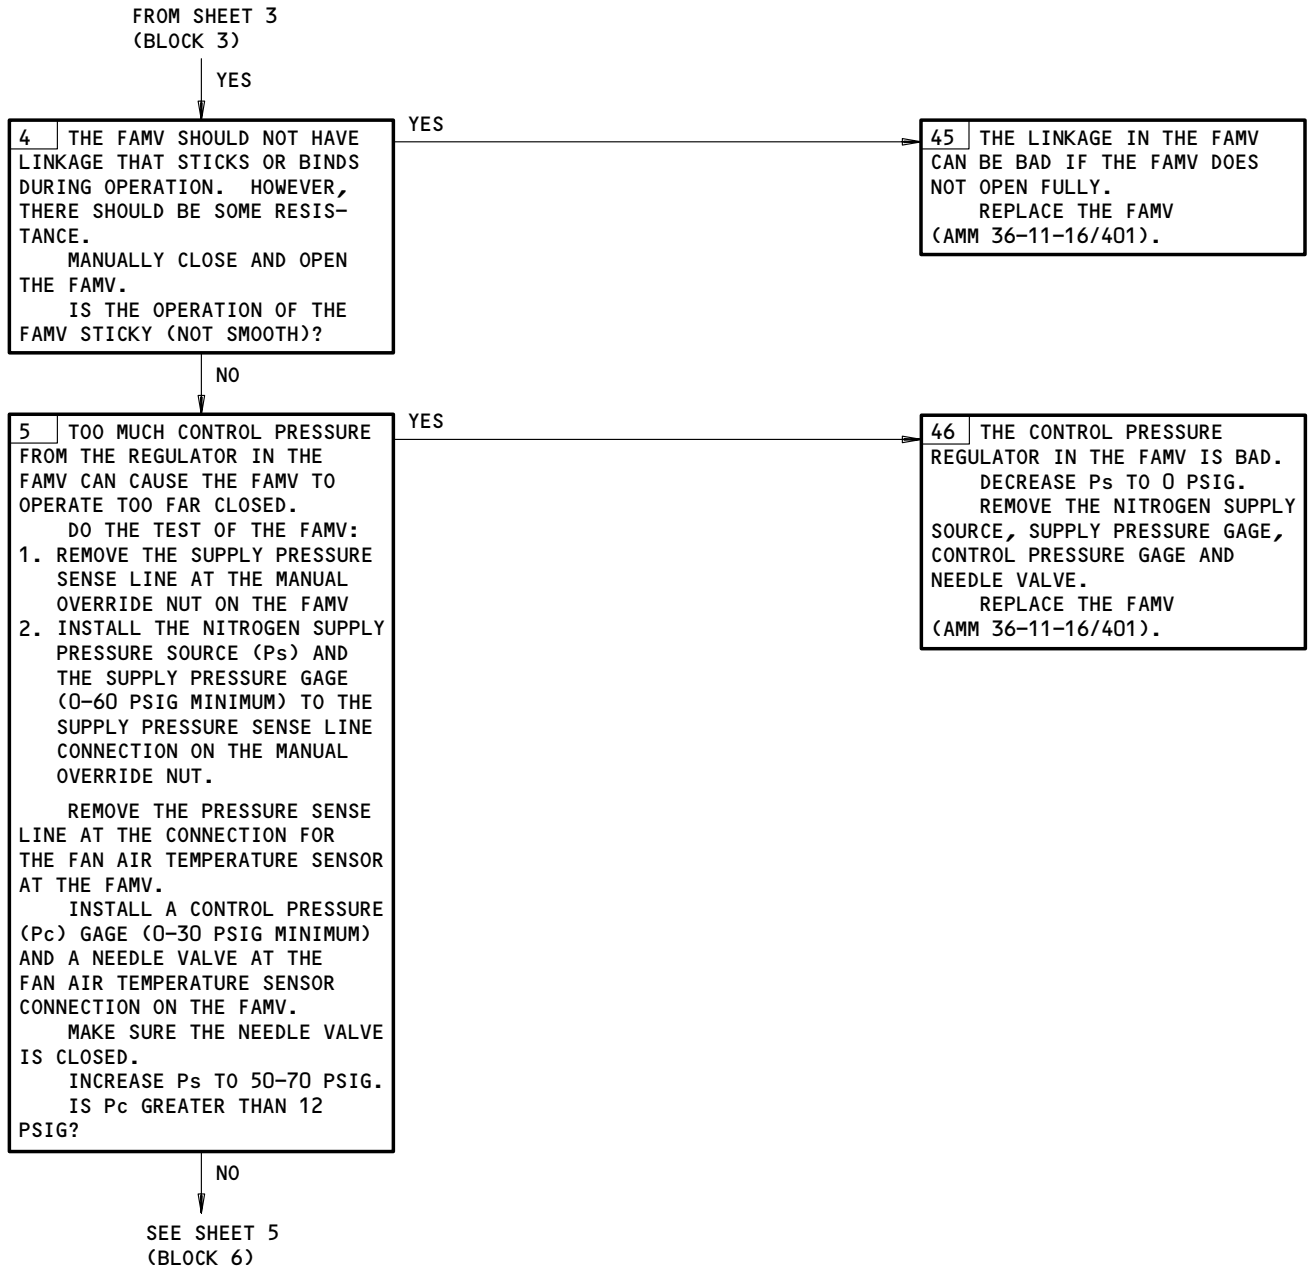 FROM SHEET 3
(BLOCK 3)
YES
4 THE FAMV SHOULD NOT HAVE
LINKAGE THAT STICKS OR BINDS
DURING OPERATION. HOWEVER,
THERE SHOULD BE SOME RESIS-
TANCE.
MANUALLY CLOSE AND OPEN
THE FAMV.
IS THE OPERATION OF THE
FAMV STICKY (NOT SMOOTH)?
YES
45 THE LINKAGE IN THE FAMV
CAN BE BAD IF THE FAMV DOES
NOT OPEN FULLY.
REPLACE THE FAMV
(AMM 36-11-16/401).
NO
5 TOO MUCH CONTROL PRESSURE
FROM THE REGULATOR IN THE
FAMV CAN CAUSE THE FAMV TO
OPERATE TOO FAR CLOSED.
DO THE TEST OF THE FAMV:
1. REMOVE THE SUPPLY PRESSURE
SENSE LINE AT THE MANUAL
OVERRIDE NUT ON THE FAMV
2. INSTALL THE NITROGEN SUPPLY
PRESSURE SOURCE (Ps) AND
THE SUPPLY PRESSURE GAGE
(0-60 PSIG MINIMUM) TO THE
SUPPLY PRESSURE SENSE LINE
CONNECTION ON THE MANUAL
OVERRIDE NUT.
REMOVE THE PRESSURE SENSE
LINE AT THE CONNECTION FOR
THE FAN AIR TEMPERATURE SENSOR
AT THE FAMV.
INSTALL A CONTROL PRESSURE
(Pc) GAGE (0-30 PSIG MINIMUM)
AND A NEEDLE VALVE AT THE
FAN AIR TEMPERATURE SENSOR
CONNECTION ON THE FAMV.
MAKE SURE THE NEEDLE VALVE
IS CLOSED.
INCREASE Ps TO 50-70 PSIG.
IS Pc GREATER THAN 12
PSIG?
YES
46 THE CONTROL PRESSURE
REGULATOR IN THE FAMV IS BAD.
DECREASE Ps TO 0 PSIG.
REMOVE THE NITROGEN SUPPLY
SOURCE, SUPPLY PRESSURE GAGE,
CONTROL PRESSURE GAGE AND
NEEDLE VALVE.
REPLACE THE FAMV
(AMM 36-11-16/401).
NO
SEE SHEET 5
(BLOCK 6)